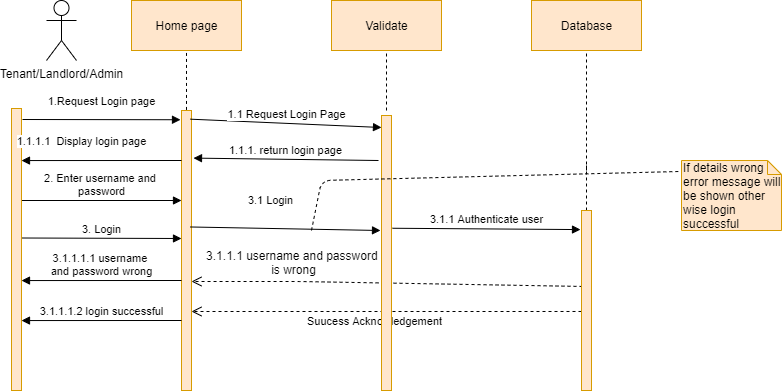 Home page
Validate
Database
Tenant/Landlord/Admin
1.Request Login page
1.1 Request Login Page
1.1.1.1 Display login page
1.1.1. return login page
2. Enter username and
password
3.1 Login
If details wrong
error message will
be shown other
wise login
successful
3.1.1 Authenticate user
3. Login
3.1.1.1.1 username
and password wrong
3.1.1.1 username and password
is wrong
3.1.1.1.2 login successful
Suucess Acknowledgement